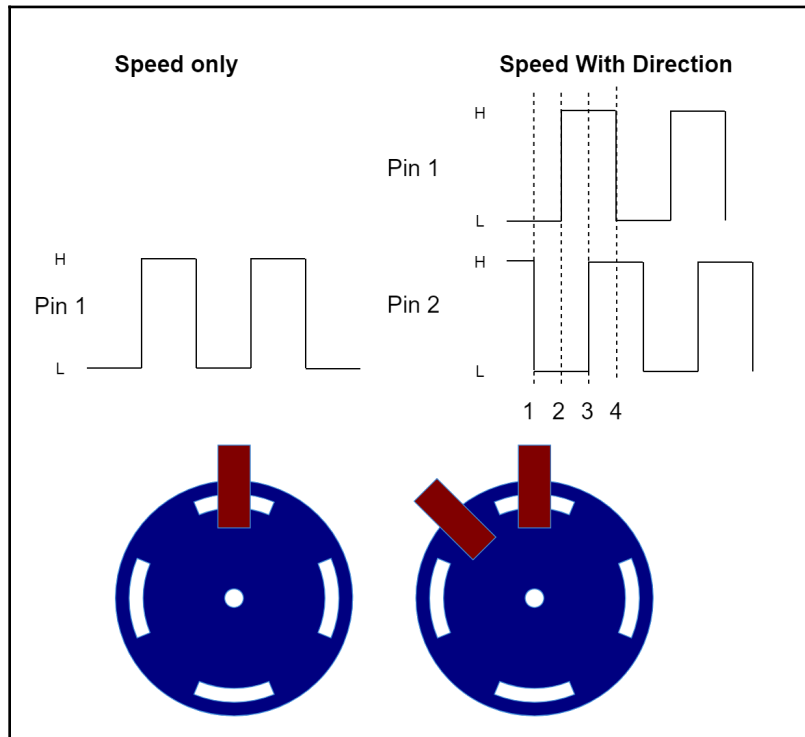 Speed only
H
Pin 1
L
Speed With Direction
H
Pin 1
L
H
Pin 2
L
1 2 3 4